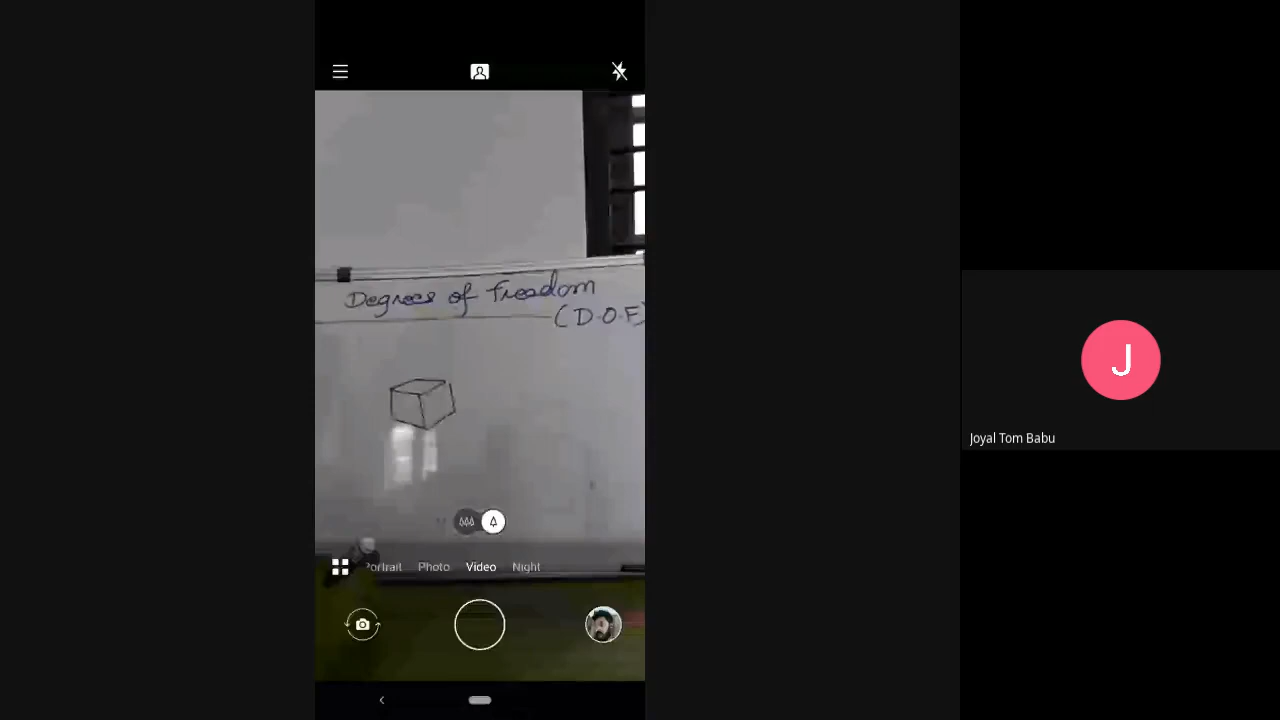 Degrees of freedom
(D.O.F)
Portrait Photo Video Night
J
Joyal Tom Babu